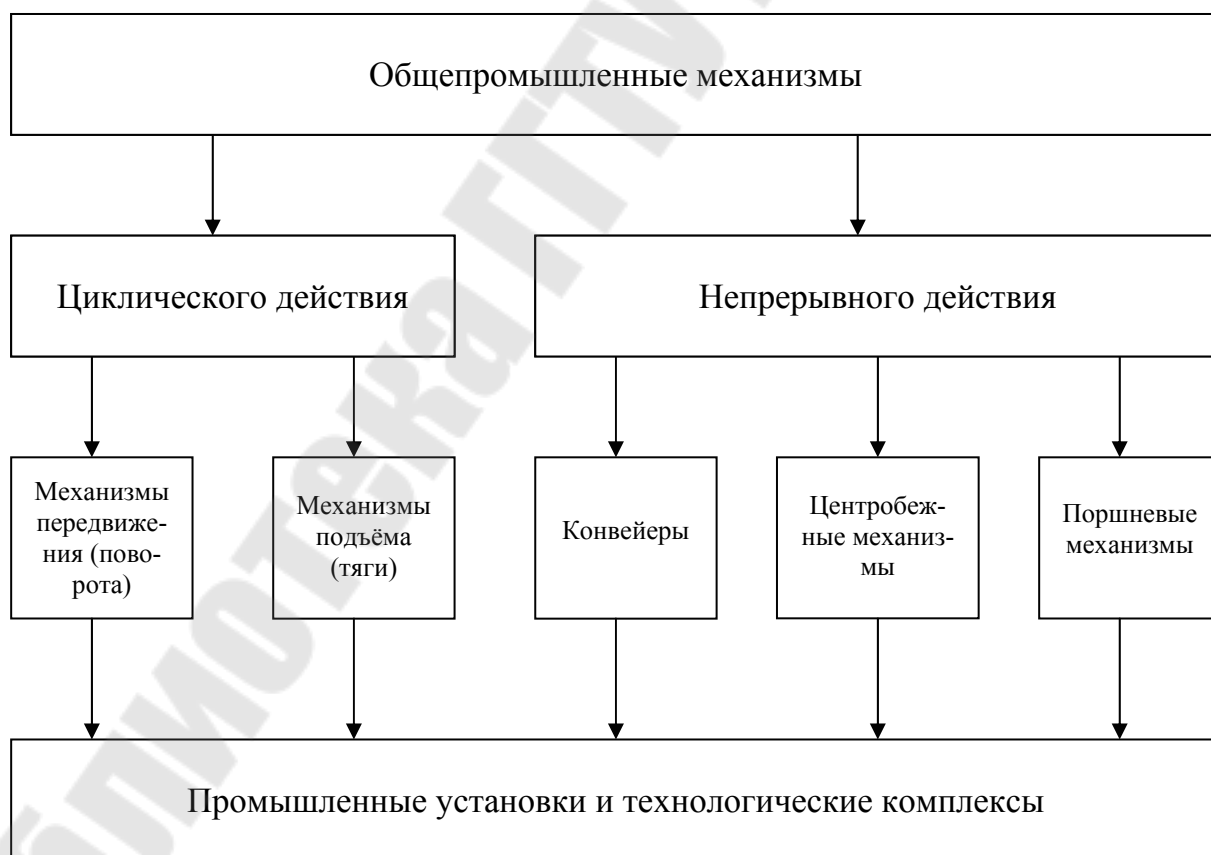 Общепромышленные механизмы
Циклического действия
Непрерывного действия
Механизмы
передвиже-
ния (пово-
рота)
Механизмы
подъёма
(тяги)
Конвейеры
Центробеж-
ные механиз-
мы
Поршневые
механизмы
Промышленные установки и технологические комплексы